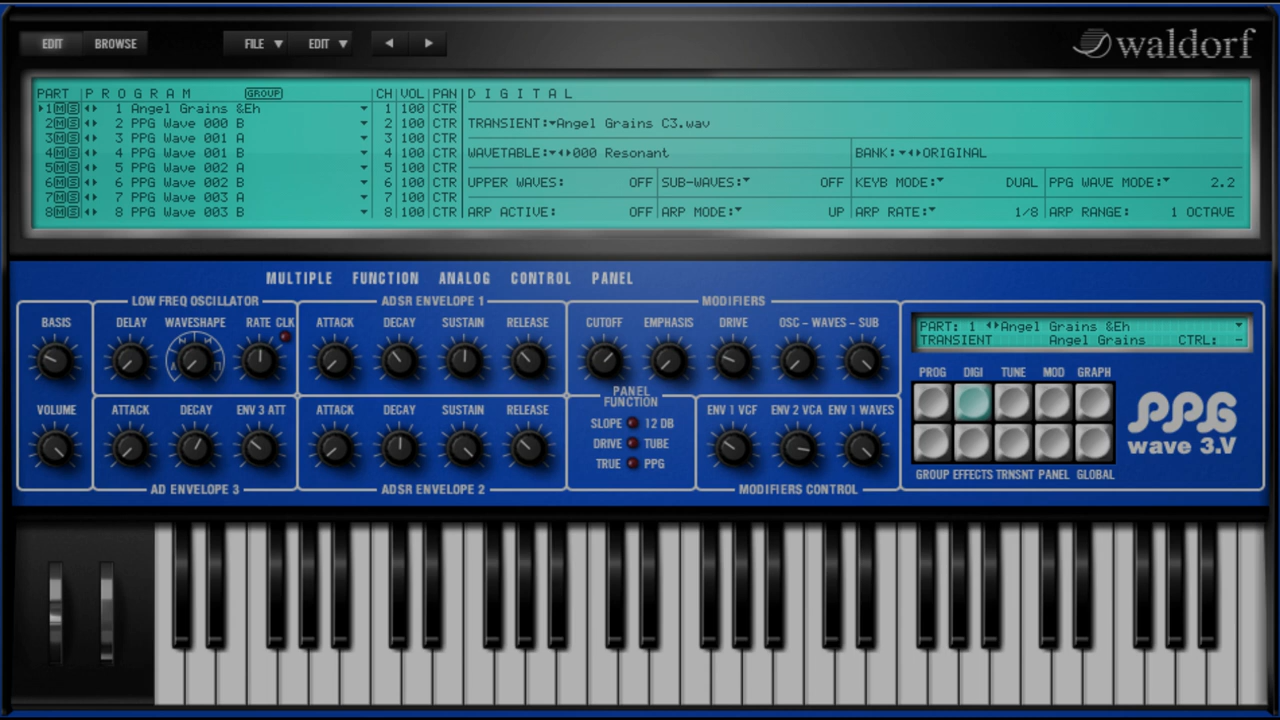 EDIT BROWSE FILE ▼ EDIT ▼ ◀ ▶ waldorf
PART PROGRAM GROUP CH VOL PAN DIGITAL
1 M S 1 Angel Grains &Eh 1 100 CTR
2 M S 2 PPG Wave 000 B 2 100 CTR TRANSIENT: Angel Grains C3.wav
3 M S 3 PPG Wave 001 A 3 100 CTR
4 M S 4 PPG Wave 001 B 4 100 CTR WAVETABLE: 000 Resonant BANK: ORIGINAL
5 M S 5 PPG Wave 002 A 5 100 CTR
6 M S 6 PPG Wave 002 B 6 100 CTR UPPER WAVES: OFF SUB-WAVES: OFF KEYB MODE: DUAL PPG WAVE MODE: 2.2
7 M S 7 PPG Wave 003 A 7 100 CTR
8 M S 8 PPG Wave 003 B 8 100 CTR ARP ACTIVE: OFF ARP MODE: UP ARP RATE: 1/8 ARP RANGE: 1 OCTAVE
MULTIPLE FUNCTION ANALOG CONTROL PANEL
LOW FREQ OSCILLATOR ADSR ENVELOPE 1 MODIFIERS
BASIS DELAY WAVESHAPE RATE CLK ATTACK DECAY SUSTAIN RELEASE CUTOFF EMPHASIS DRIVE OSC - WAVES - SUB
PART: 1 Angel Grains &Eh
TRANSIENT Angel Grains CTRL: -
PROG DIGI TUNE MOD GRAPH
PANEL
FUNCTION
VOLUME ATTACK DECAY ENV 3 ATT ATTACK DECAY SUSTAIN RELEASE ENV 1 VCF ENV 2 VCA ENV 1 WAVES
SLOPE 12 DB
DRIVE TUBE
TRUE PPG
PPG
wave 3.V
GROUP EFFECTS TRNSNT PANEL GLOBAL
AD ENVELOPE 3 ADSR ENVELOPE 2 MODIFIERS CONTROL